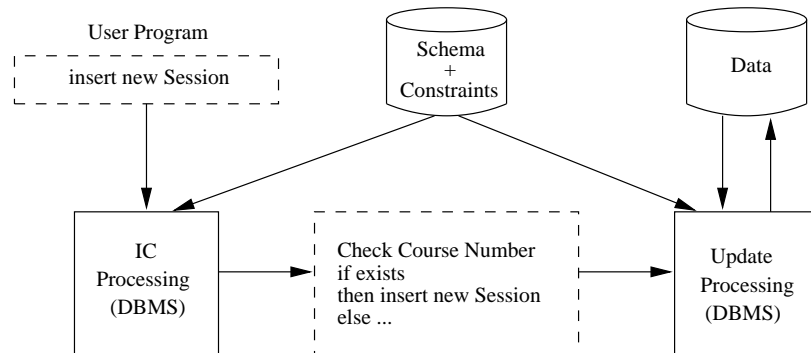 User Program
insert new Session
Schema
+
Constraints
Data
IC
Processing
(DBMS)
Check Course Number
if exists
then insert new Session
else ...
Update
Processing
(DBMS)